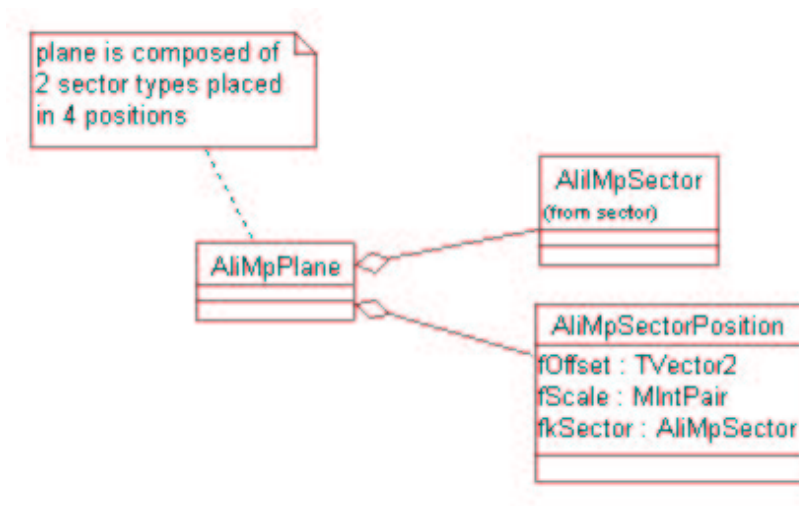 plane is composed of
2 sector types placed
in 4 positions
AliIMpSector
(from sector)
AliMpPlane
AliMpSectorPosition
fOffset : TVector2
fScale : MIntPair
fkSector : AliMpSector